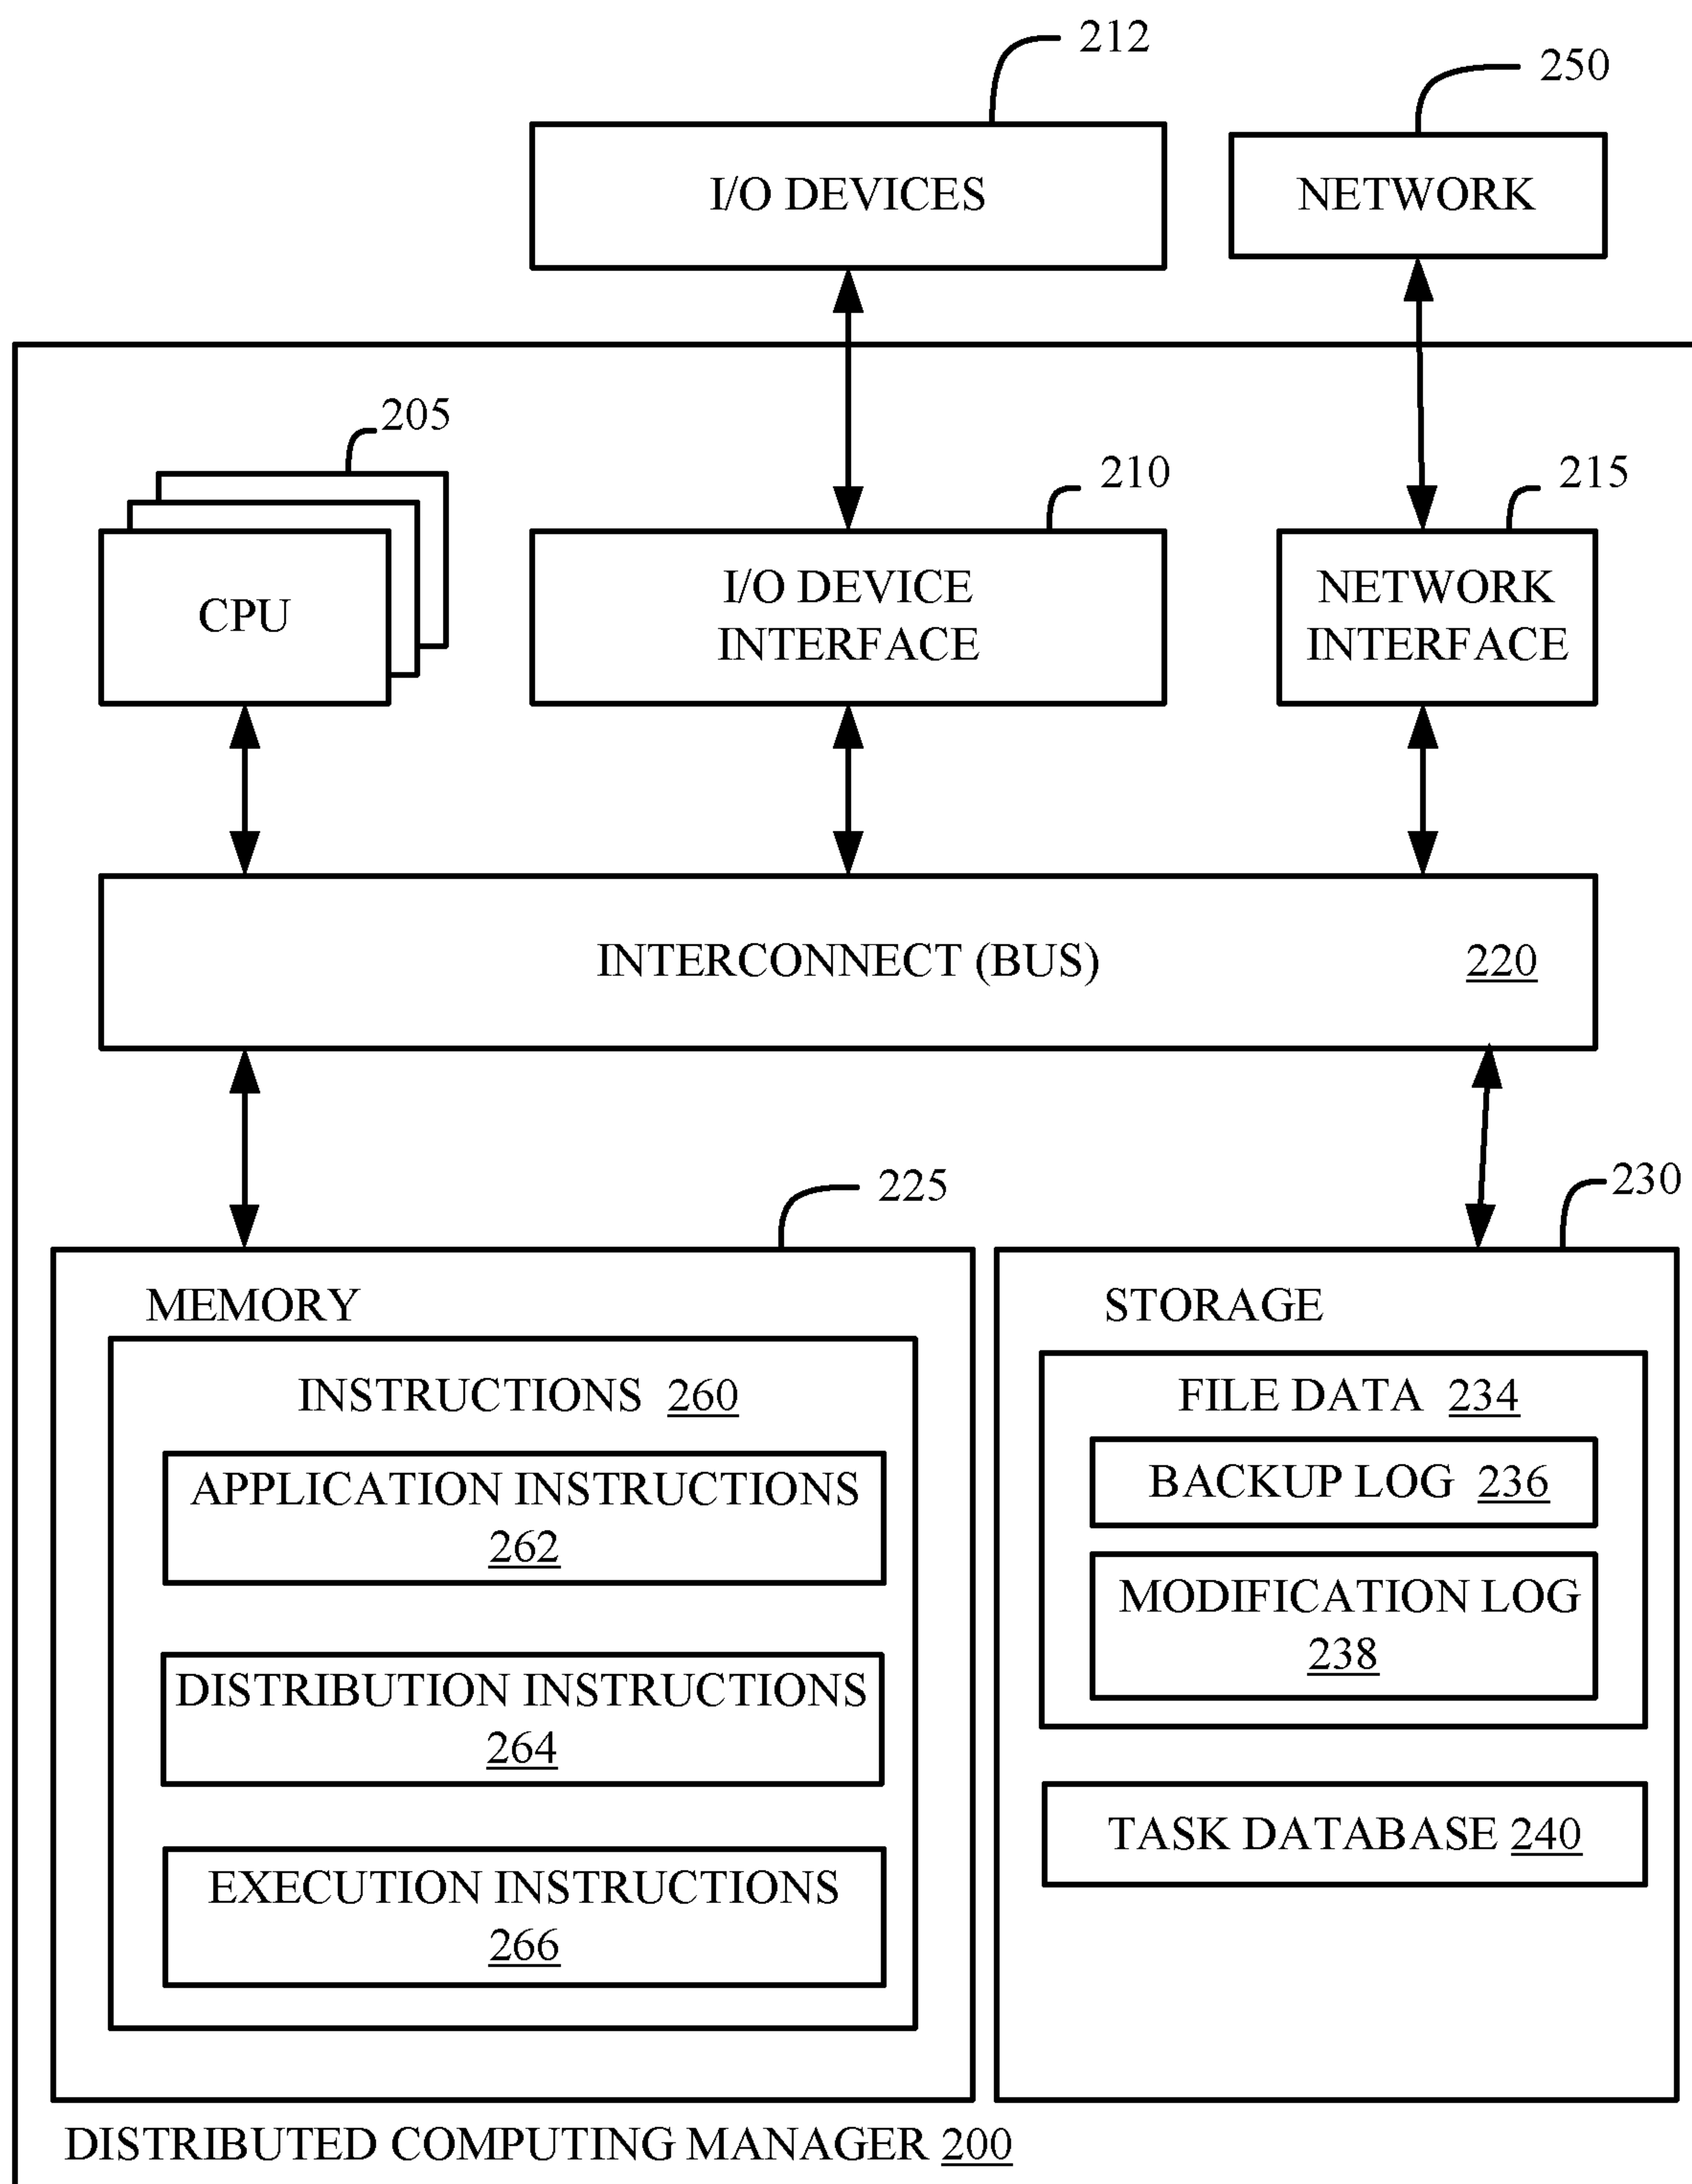 212
250
I/O DEVICES
NETWORK
205
210
215
CPU
I/O DEVICE
INTERFACE
NETWORK
INTERFACE
INTERCONNECT (BUS) 220
225
230
MEMORY
INSTRUCTIONS 260
APPLICATION INSTRUCTIONS
262
DISTRIBUTION INSTRUCTIONS
264
EXECUTION INSTRUCTIONS
266
STORAGE
FILE DATA 234
BACKUP LOG 236
MODIFICATION LOG
238
TASK DATABASE 240
DISTRIBUTED COMPUTING MANAGER 200